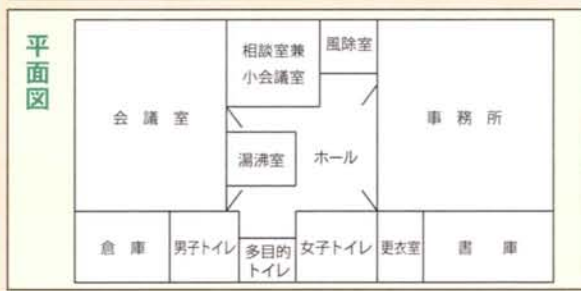 平面図
相談室兼
小会議室
風除室
会議室
事務所
湯沸室
ホール
倉庫
男子トイレ
多目的
トイレ
女子トイレ
更衣室
書庫